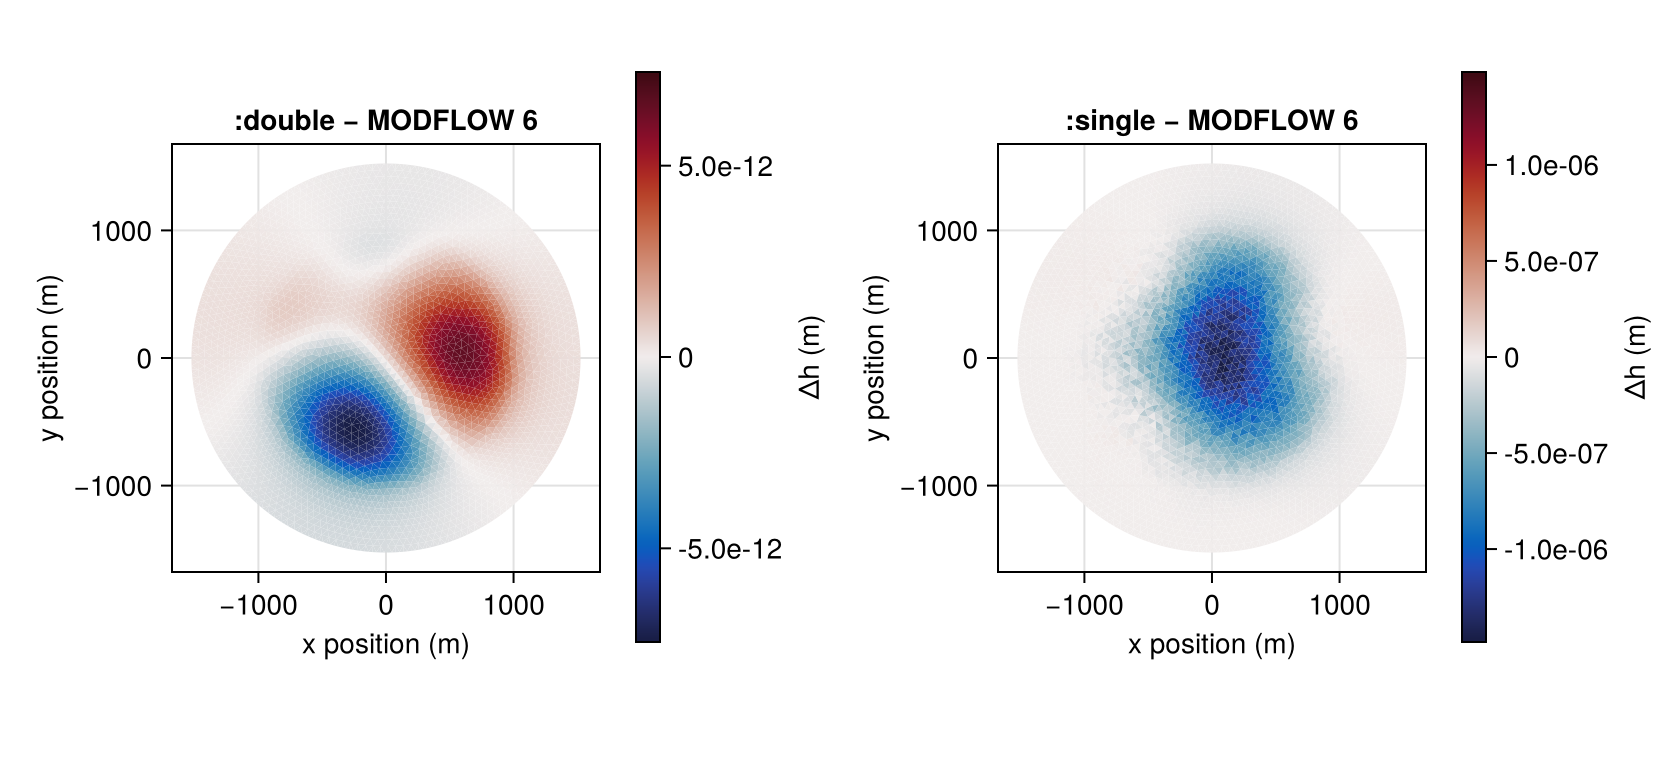 :double – MODFLOW 6
y position (m)
1000
0
−1000
−1000
0
1000
x position (m)
5.0e-12
0
-5.0e-12
Δh (m)
:single – MODFLOW 6
y position (m)
1000
0
−1000
−1000
0
1000
x position (m)
1.0e-06
5.0e-07
0
-5.0e-07
-1.0e-06
Δh (m)